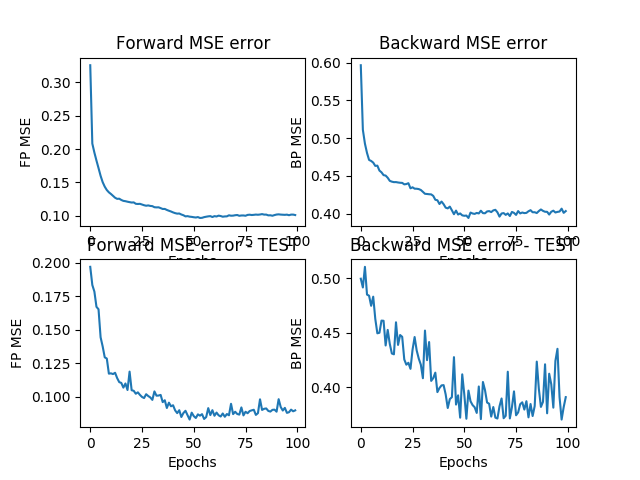 Forward MSE error
FP MSE
0.30
0.25
0.20
0.15
0.10
0 25 50 75 100
Epochs
Backward MSE error
BP MSE
0.60
0.55
0.50
0.45
0.40
0 25 50 75 100
Forward MSE error - TEST
FP MSE
0.200
0.175
0.150
0.125
0.100
0 25 50 75 100
Epochs
Backward MSE error - TEST
BP MSE
0.50
0.45
0.40
0 25 50 75 100
Epochs